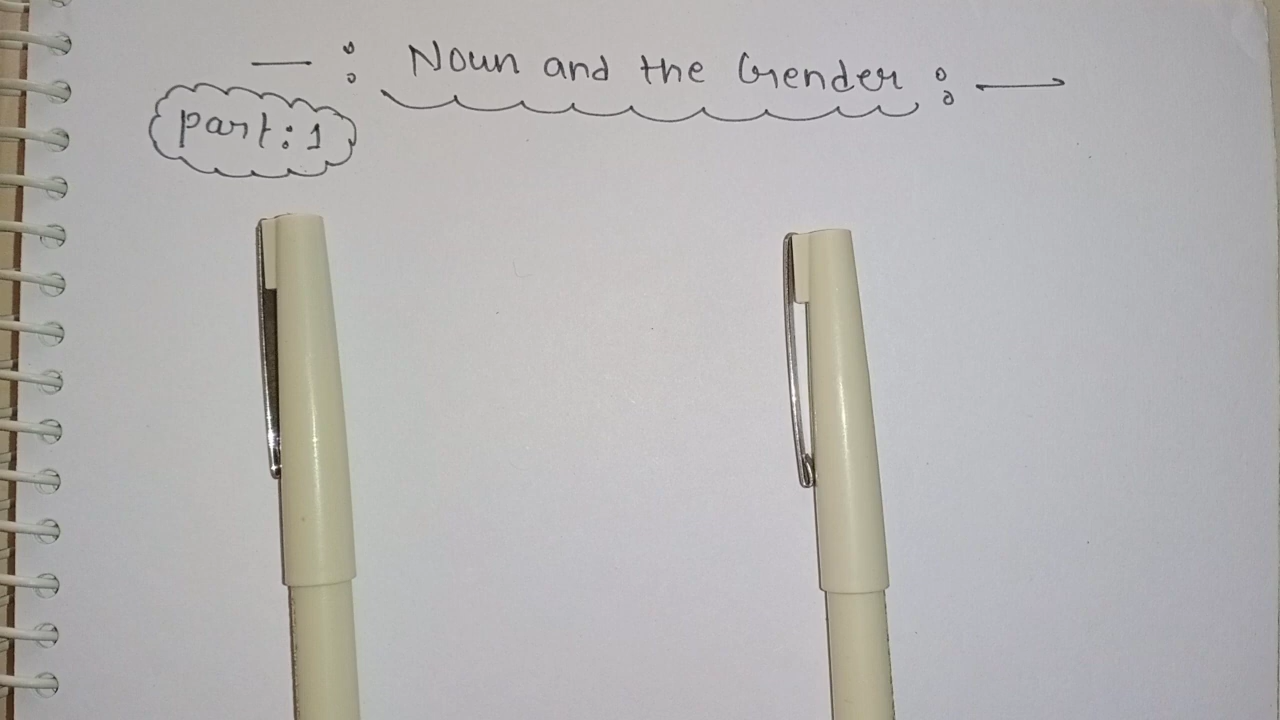 —: Noun and the Gender :—
Part: 1